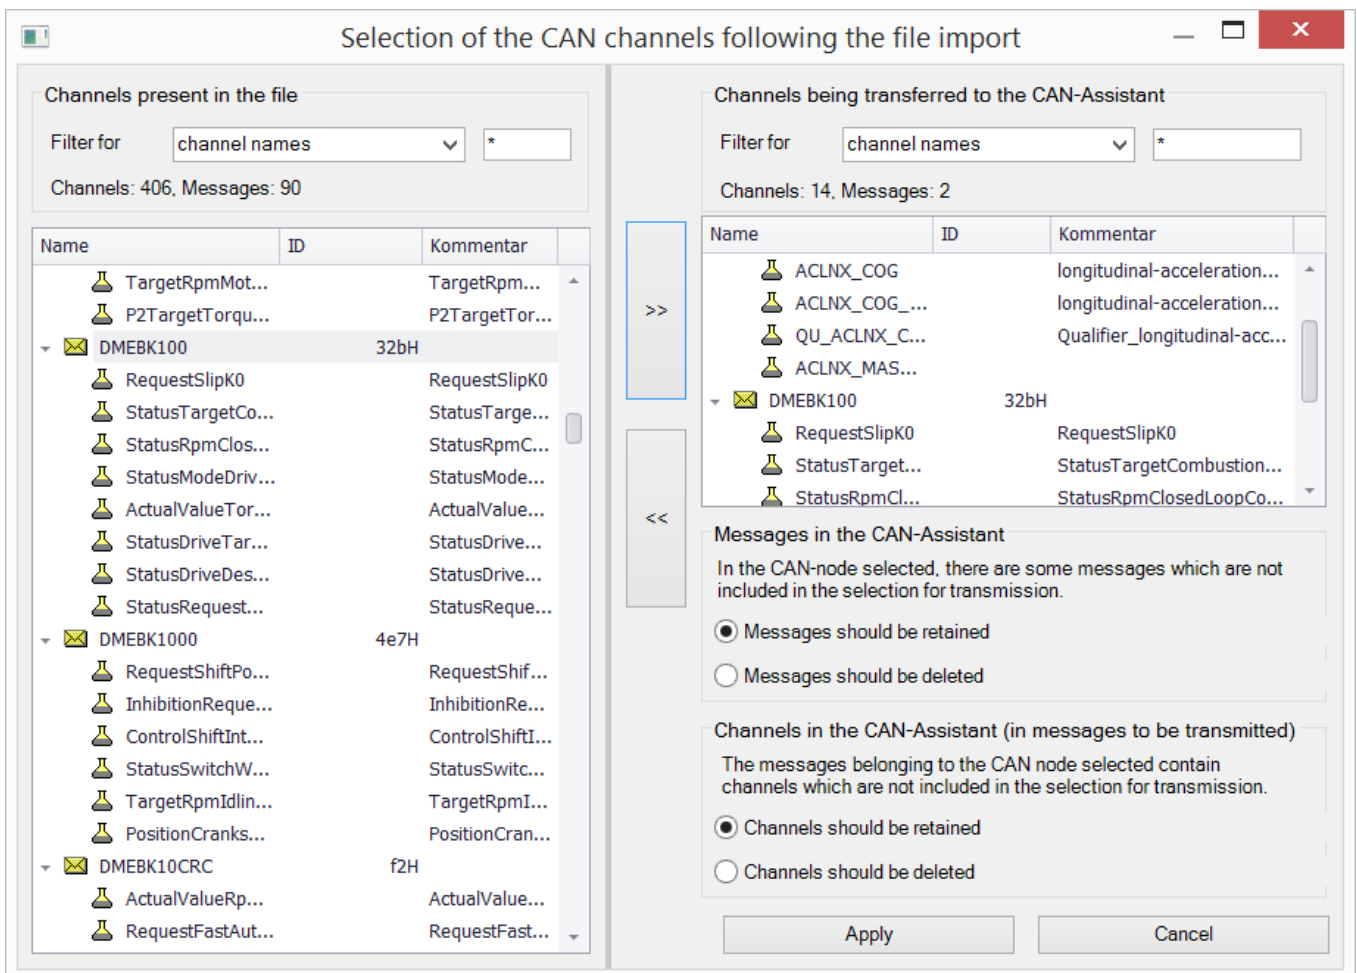 Selection of the CAN channels following the file import
Channels present in the file
Filter for channel names *
Channels: 406, Messages: 90
Name ID Kommentar
TargetRpmMot... TargetRpm...
P2TargetTorqu... P2TargetTor...
DMEBK100 32bH
RequestSlipK0 RequestSlipK0
StatusTargetCo... StatusTarge...
StatusRpmClos... StatusRpmC...
StatusModeDriv... StatusMode...
ActualValueTor... ActualValue...
StatusDriveTar... StatusDrive...
StatusDriveDes... StatusDrive...
StatusRequest... StatusReque...
DMEBK1000 4e7H
RequestShiftPo... RequestShif...
InhibitionReque... InhibitionRe...
ControlShiftInt... ControlShiftI...
StatusSwitchW... StatusSwitc...
TargetRpmIdlin... TargetRpmI...
PositionCranks... PositionCran...
DMEBK10CRC f2H
ActualValueRp... ActualValue...
RequestFastAut... RequestFast...
>>
<<
Channels being transferred to the CAN-Assistant
Filter for channel names *
Channels: 14, Messages: 2
Name ID Kommentar
ACLNX_COG longitudinal-acceleration...
ACLNX_COG_... longitudinal-acceleration...
QU_ACLNX_C... Qualifier_longitudinal-acc...
ACLNX_MAS...
DMEBK100 32bH
RequestSlipK0 RequestSlipK0
StatusTarget... StatusTargetCombustion...
StatusRpmCl... StatusRpmClosedLoopCo...
Messages in the CAN-Assistant
In the CAN-node selected, there are some messages which are not
included in the selection for transmission.
Messages should be retained
Messages should be deleted
Channels in the CAN-Assistant (in messages to be transmitted)
The messages belonging to the CAN node selected contain
channels which are not included in the selection for transmission.
Channels should be retained
Channels should be deleted
Apply Cancel